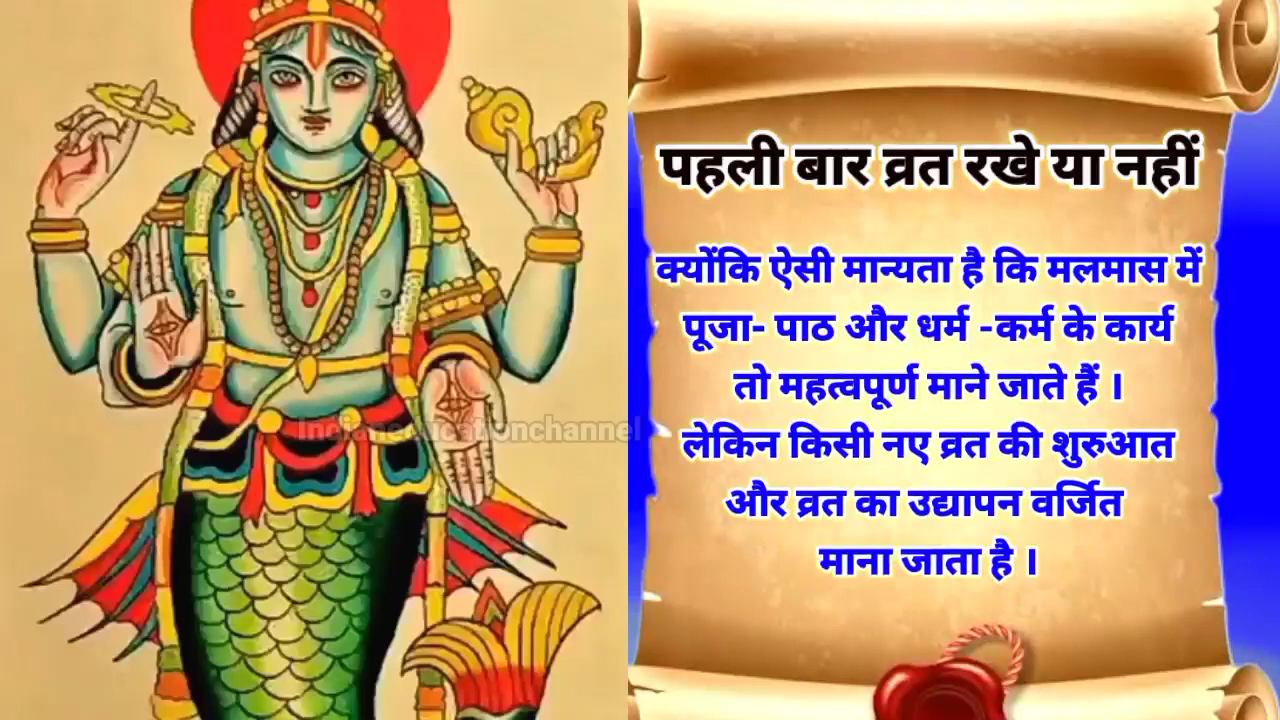 पहली बार व्रत रखे या नहीं
क्योंकि ऐसी मान्यता है कि मलमास में
पूजा- पाठ और धर्म -कर्म के कार्य
तो महत्वपूर्ण माने जाते हैं ।
लेकिन किसी नए व्रत की शुरुआत
और व्रत का उद्यापन वर्जित
माना जाता है ।
Indianeducationchannel